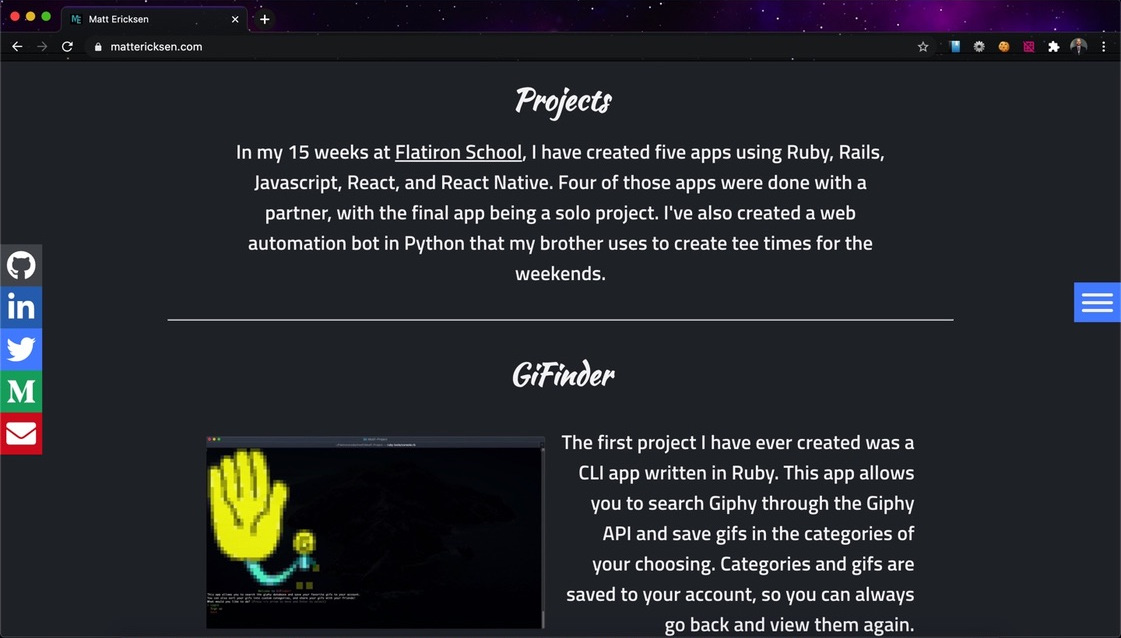 Matt Ericksen
mattericksen.com
Projects
In my 15 weeks at Flatiron School, I have created five apps using Ruby, Rails,
Javascript, React, and React Native. Four of those apps were done with a
partner, with the final app being a solo project. I've also created a web
automation bot in Python that my brother uses to create tee times for the
weekends.
in
M
GiFinder
The first project I have ever created was a
CLI app written in Ruby. This app allows
you to search Giphy through the Giphy
API and save gifs in the categories of
your choosing. Categories and gifs are
saved to your account, so you can always
go back and view them again.